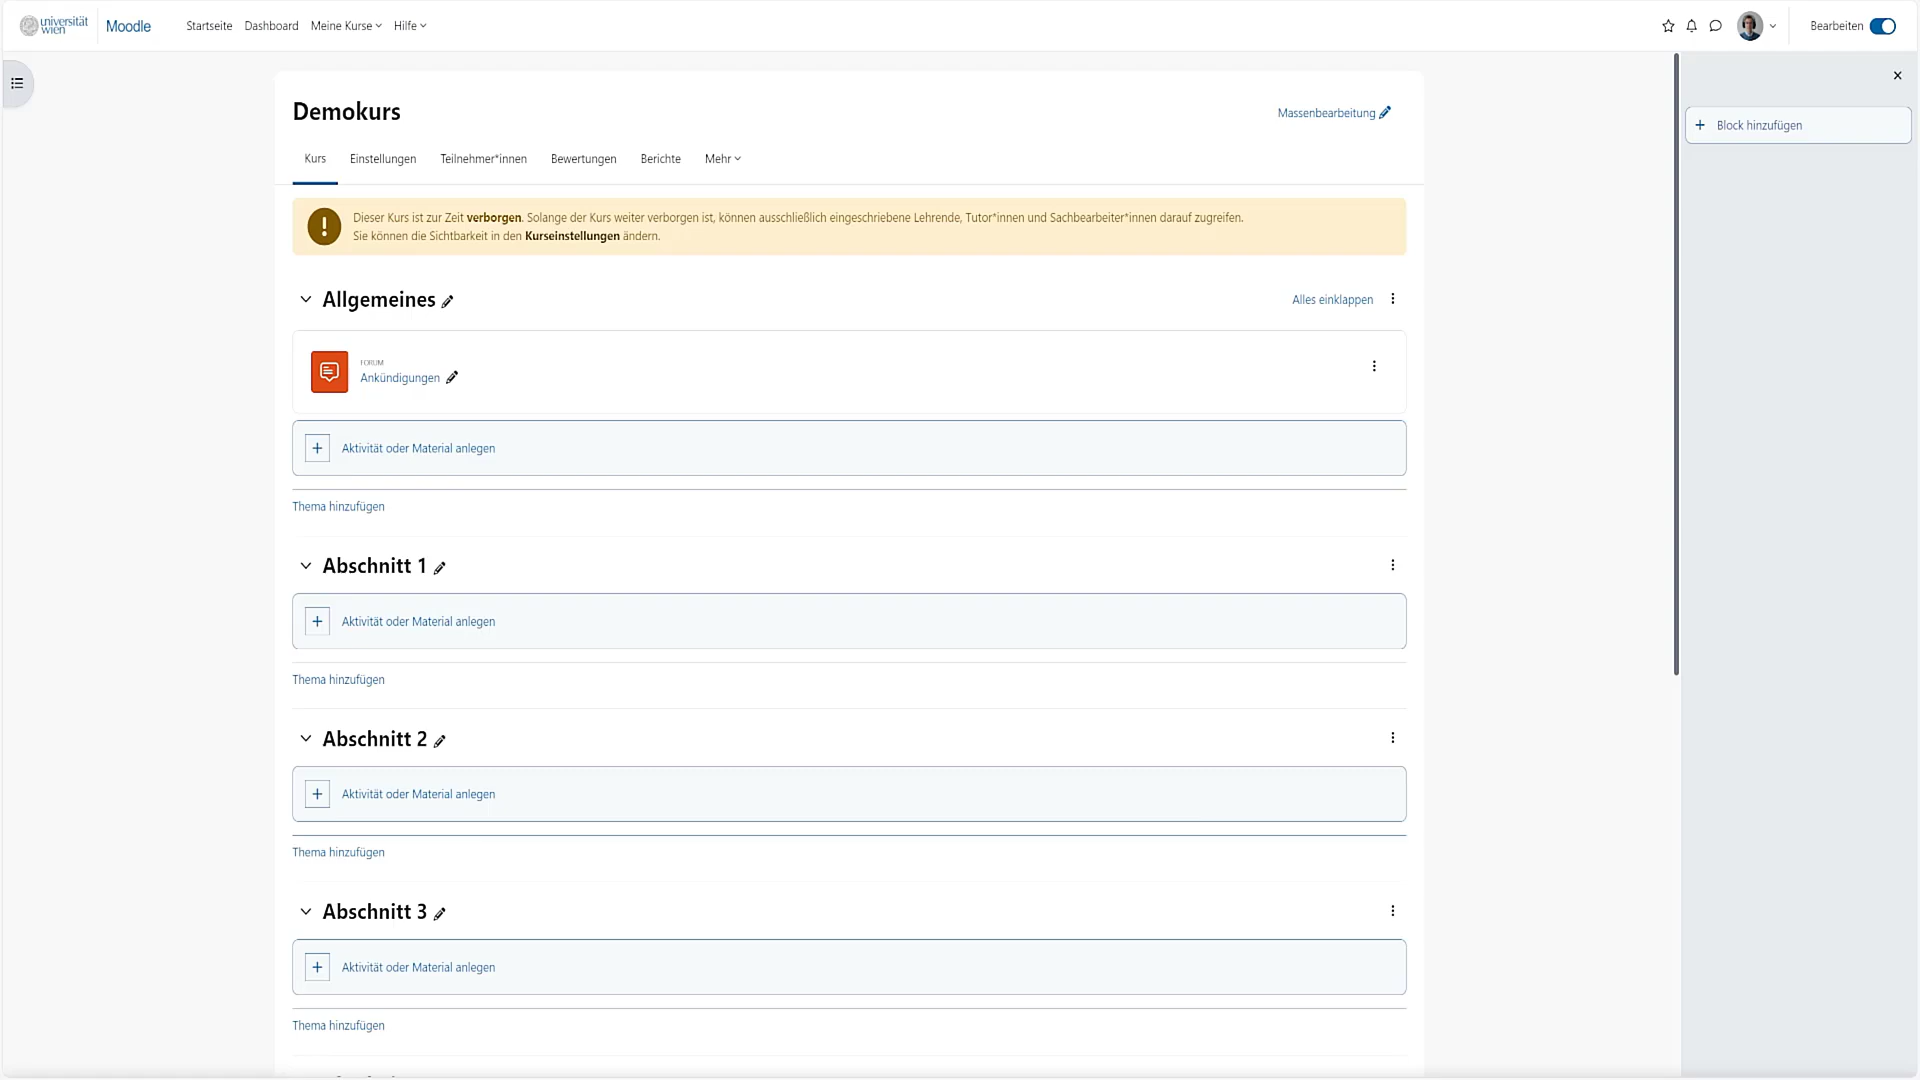 universität
wien
Moodle
Startseite
Dashboard
Meine Kurse
Hilfe
Bearbeiten
Demokurs
Massenbearbeitung
Kurs
Einstellungen
Teilnehmer*innen
Bewertungen
Berichte
Mehr
Block hinzufügen
Dieser Kurs ist zur Zeit verborgen. Solange der Kurs weiter verborgen ist, können ausschließlich eingeschriebene Lehrende, Tutor*innen und Sachbearbeiter*innen darauf zugreifen.
Sie können die Sichtbarkeit in den Kurseinstellungen ändern.
Allgemeines
Alles einklappen
FORUM
Ankündigungen
Aktivität oder Material anlegen
Thema hinzufügen
Abschnitt 1
Aktivität oder Material anlegen
Thema hinzufügen
Abschnitt 2
Aktivität oder Material anlegen
Thema hinzufügen
Abschnitt 3
Aktivität oder Material anlegen
Thema hinzufügen